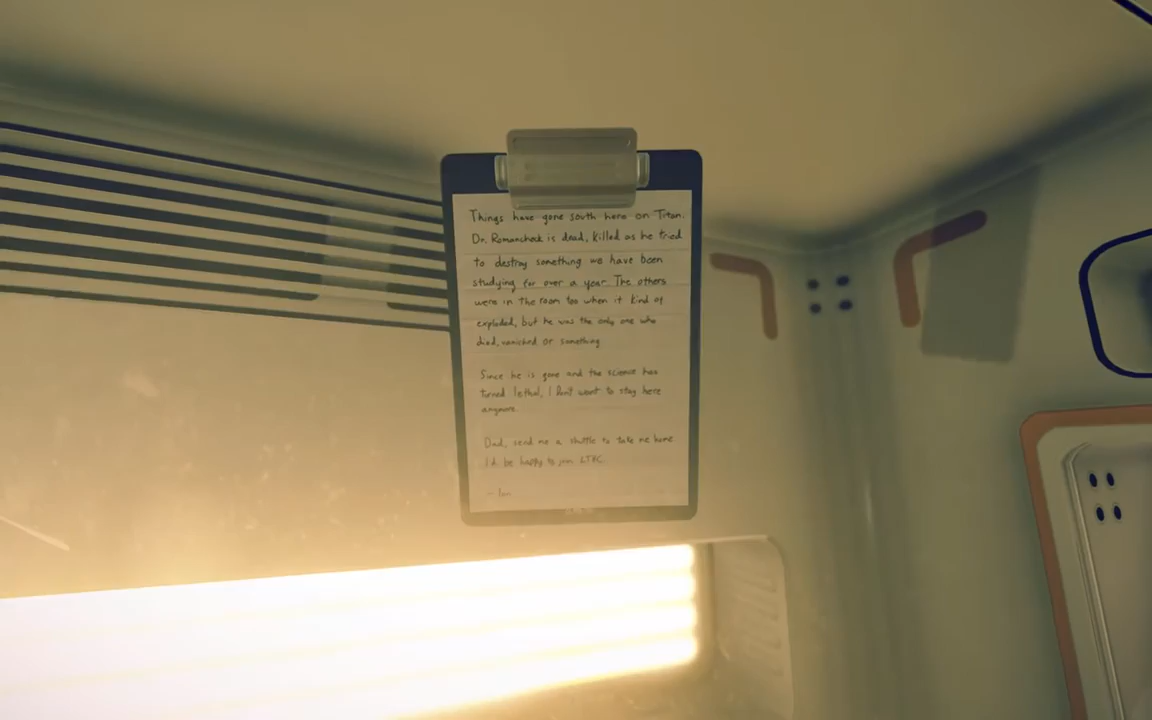 Things have gone south here on Titan.
Dr. Romanchek is dead, killed as he tried
to destroy something we have been
studying for over a year. The others
were in the room too when it kind of
exploded, but he was the only one who
died, vanished or something.
Since he is gone and the science has
turned lethal, I don't want to stay here
anymore.
Dad, send me a shuttle to take me home.
I'd be happy to join